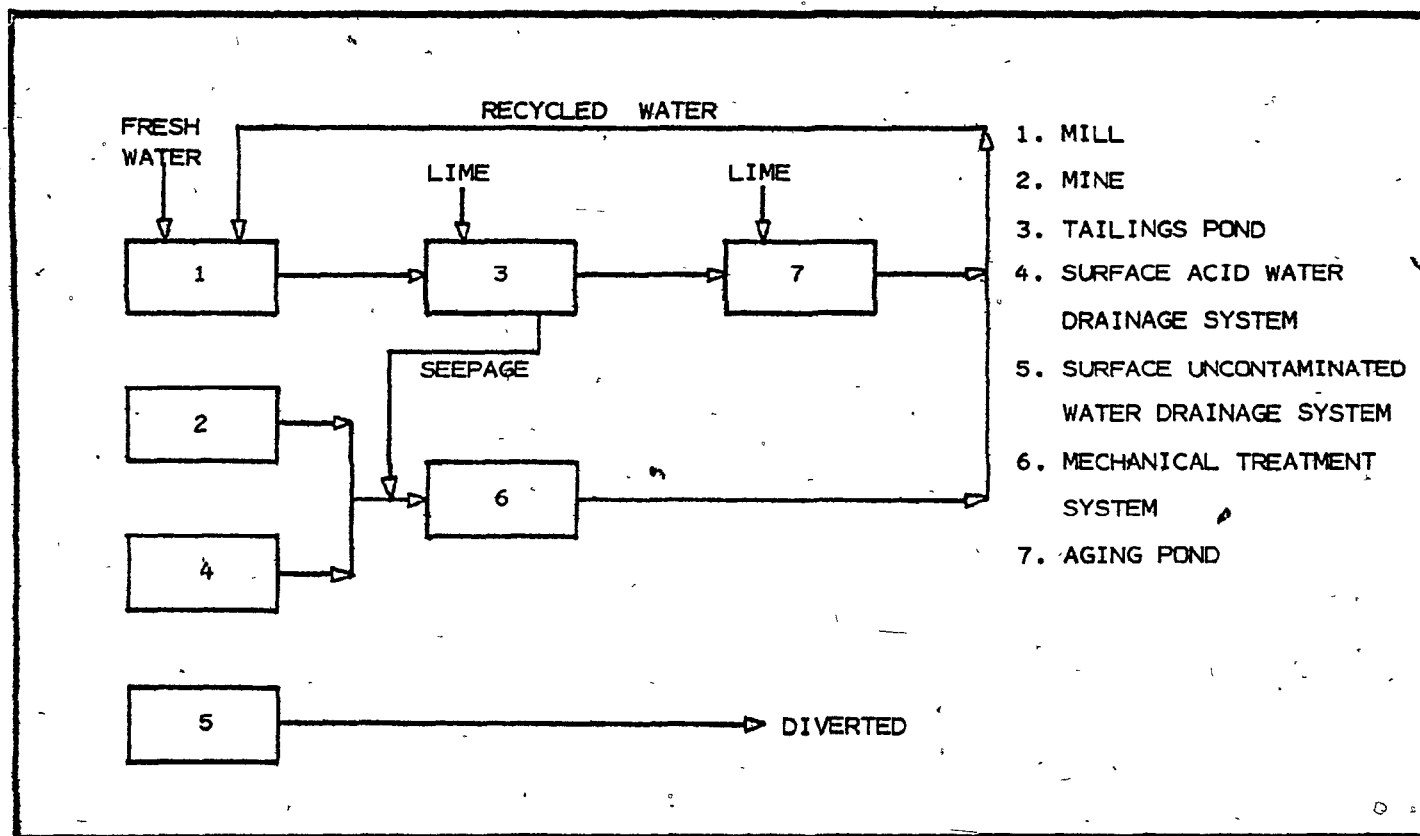 RECYCLED WATER
FRESH
WATER
LIME
LIME
1
3
7
SEEPAGE
2
6
4
5
DIVERTED
1. MILL
2. MINE
3. TAILINGS POND
4. SURFACE ACID WATER
DRAINAGE SYSTEM
5. SURFACE UNCONTAMINATED
WATER DRAINAGE SYSTEM
6. MECHANICAL TREATMENT
SYSTEM
7. AGING POND